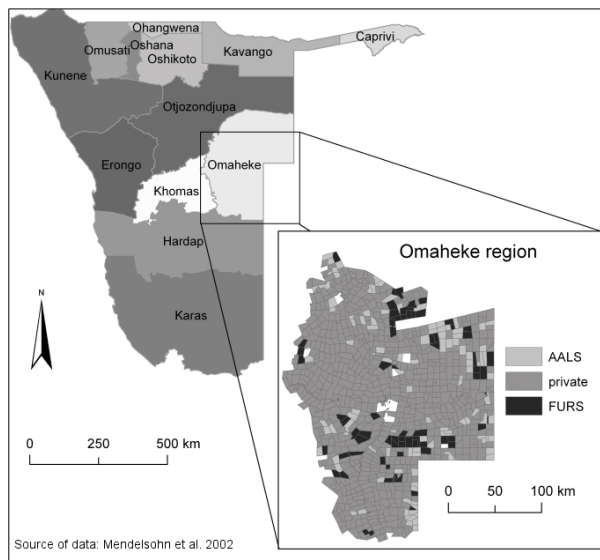 Ohangwena
Omusati
Oshana
Oshikoto
Kavango
Caprivi
Kunene
Otjozondjupa
Omaheke
Erongo
Khomas
Hardap
Karas
N
0 250 500 km
Source of data: Mendelsohn et al. 2002
Omaheke region
AALS
private
FURS
0 50 100 km